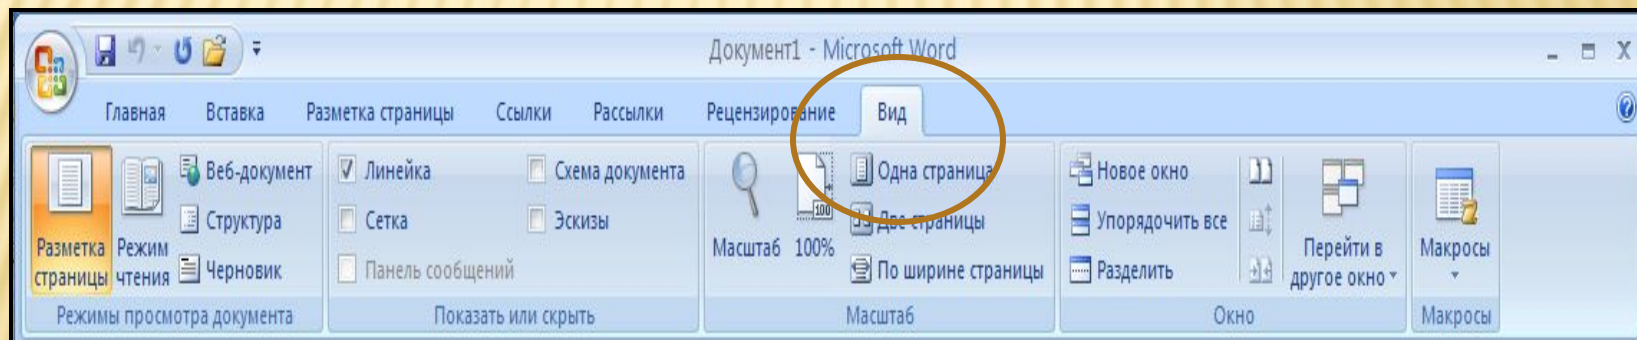 Документ1 - Microsoft Word
Главная Вставка Разметка страницы Ссылки Рассылки Рецензирование Вид
Разметка страницы
Режим чтения
Веб-документ
Структура
Черновик
Режимы просмотра документа
Линейка
Сетка
Панель сообщений
Схема документа
Эскизы
Показать или скрыть
Масштаб
100
100%
Одна страница
Две страницы
По ширине страницы
Масштаб
Новое окно
Упорядочить все
Разделить
Перейти в
другое окно
Окно
Макросы
Макросы